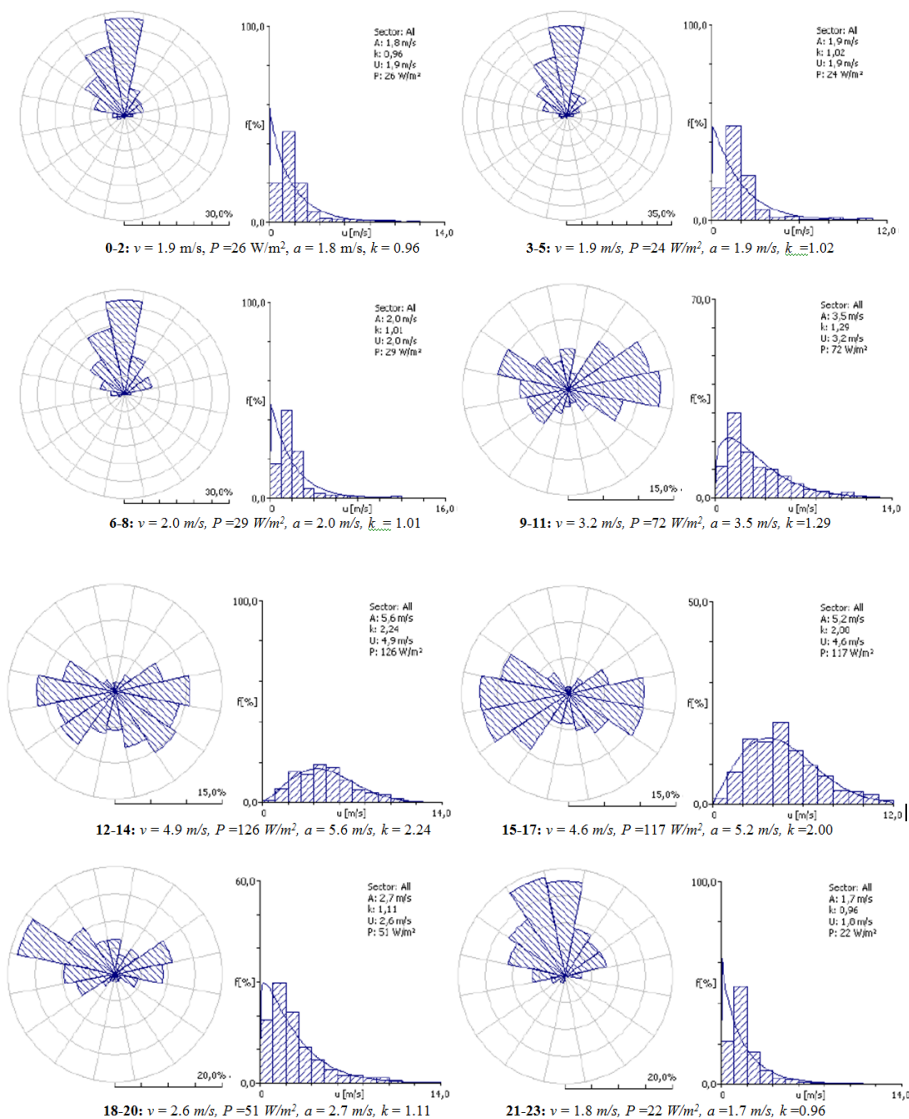 100,0
Sector: All
A: 1,8 m/s
k: 0,96
U: 1,9 m/s
P: 26 W/m²
f[%]
30,0%
0,0
0
u [m/s]
14,0
0-2: v = 1.9 m/s, P =26 W/m², a = 1.8 m/s, k = 0.96
100,0
Sector: All
A: 1,9 m/s
k: 1,02
U: 1,9 m/s
P: 24 W/m²
f[%]
35,0%
0,0
0
u [m/s]
12,0
3-5: v = 1.9 m/s, P =24 W/m², a = 1.9 m/s, k =1.02
100,0
Sector: All
A: 2,0 m/s
k: 1,01
U: 2,0 m/s
P: 29 W/m²
f[%]
30,0%
0,0
0
u [m/s]
16,0
6-8: v = 2.0 m/s, P =29 W/m², a = 2.0 m/s, k = 1.01
70,0
Sector: All
A: 3,5 m/s
k: 1,29
U: 3,2 m/s
P: 72 W/m²
f[%]
15,0%
0,0
0
u [m/s]
14,0
9-11: v = 3.2 m/s, P =72 W/m², a = 3.5 m/s, k =1.29
100,0
Sector: All
A: 5,6 m/s
k: 2,24
U: 4,9 m/s
P: 126 W/m²
f[%]
15,0%
0,0
0
u [m/s]
14,0
12-14: v = 4.9 m/s, P =126 W/m², a = 5.6 m/s, k = 2.24
50,0
Sector: All
A: 5,2 m/s
k: 2,00
U: 4,6 m/s
P: 117 W/m²
f[%]
15,0%
0,0
0
u [m/s]
12,0
15-17: v = 4.6 m/s, P =117 W/m², a = 5.2 m/s, k =2.00
60,0
Sector: All
A: 2,7 m/s
k: 1,11
U: 2,6 m/s
P: 51 W/m²
f[%]
20,0%
0,0
0
u [m/s]
14,0
18-20: v = 2.6 m/s, P =51 W/m², a = 2.7 m/s, k = 1.11
100,0
Sector: All
A: 1,7 m/s
k: 0,96
U: 1,8 m/s
P: 22 W/m²
f[%]
20,0%
0,0
0
u [m/s]
14,0
21-23: v = 1.8 m/s, P =22 W/m², a =1.7 m/s, k =0.96